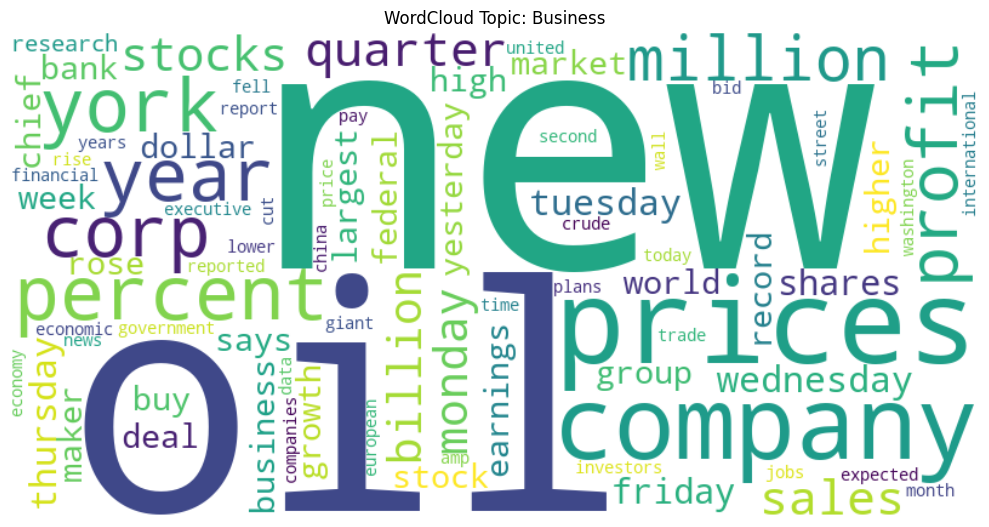 WordCloud Topic: Business
research
stocks
quarter
united
market
million
bank
high
chief
york
fell
report
new
bid
profit
pay
years
dollar
second
street
rise
year
largest
federal
yesterday
wall
international
financial
week
executive
price
tuesday
higher
washington
corp
cut
crude
lower
china
rose
reported
today
record
percent
oil
billion
monday
plans
world
shares
time
prices
economic
government
giant
news
says
trade
thursday
economy
maker
buy
deal
business
data
companies
growth
european
earnings
group
wednesday
company
amp
stock
investors
jobs
expected
friday
sales
month